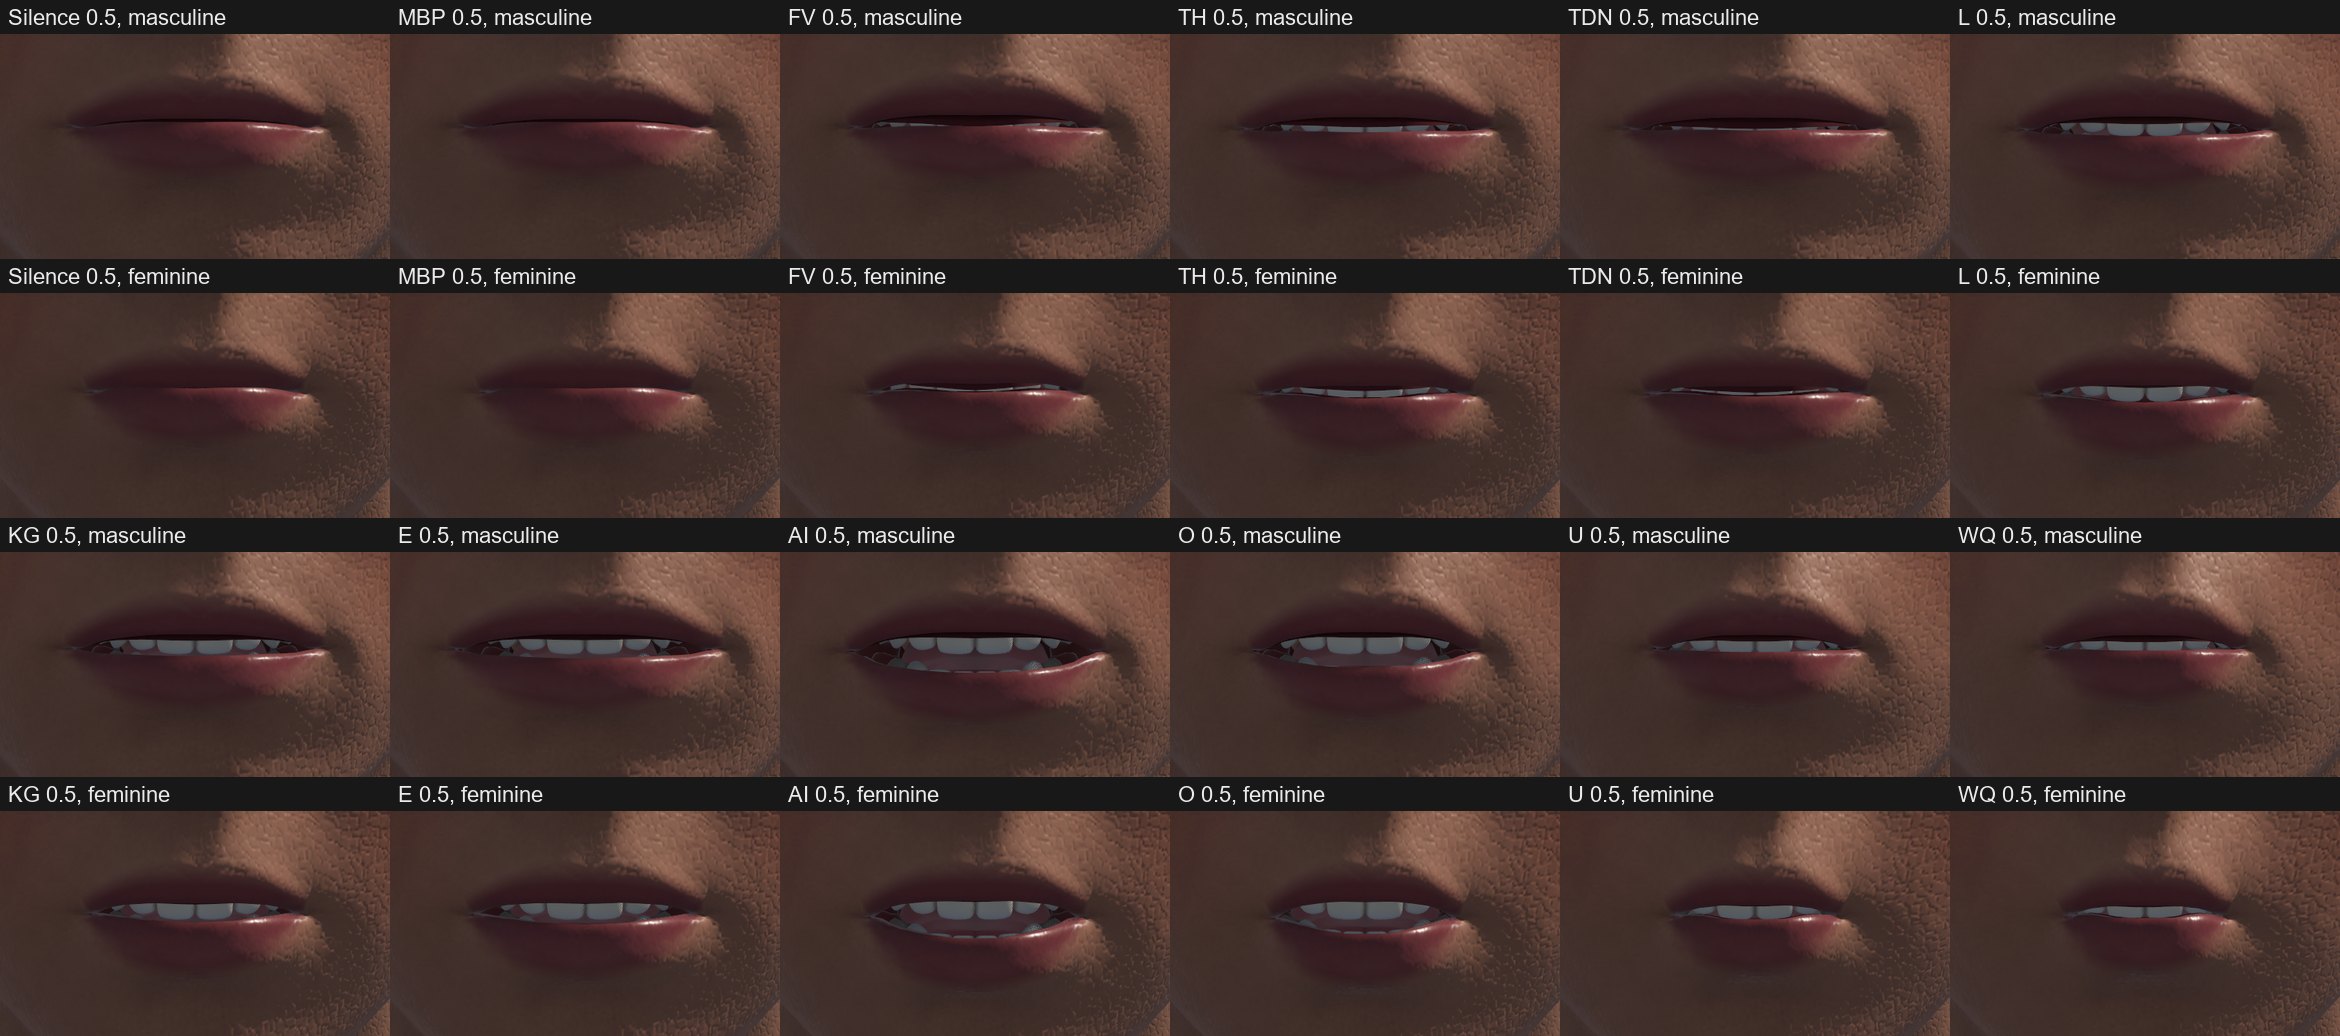 Silence 0.5, masculine
MBP 0.5, masculine
FV 0.5, masculine
TH 0.5, masculine
TDN 0.5, masculine
L 0.5, masculine
Silence 0.5, feminine
MBP 0.5, feminine
FV 0.5, feminine
TH 0.5, feminine
TDN 0.5, feminine
L 0.5, feminine
KG 0.5, masculine
E 0.5, masculine
AI 0.5, masculine
O 0.5, masculine
U 0.5, masculine
WQ 0.5, masculine
KG 0.5, feminine
E 0.5, feminine
AI 0.5, feminine
O 0.5, feminine
U 0.5, feminine
WQ 0.5, feminine